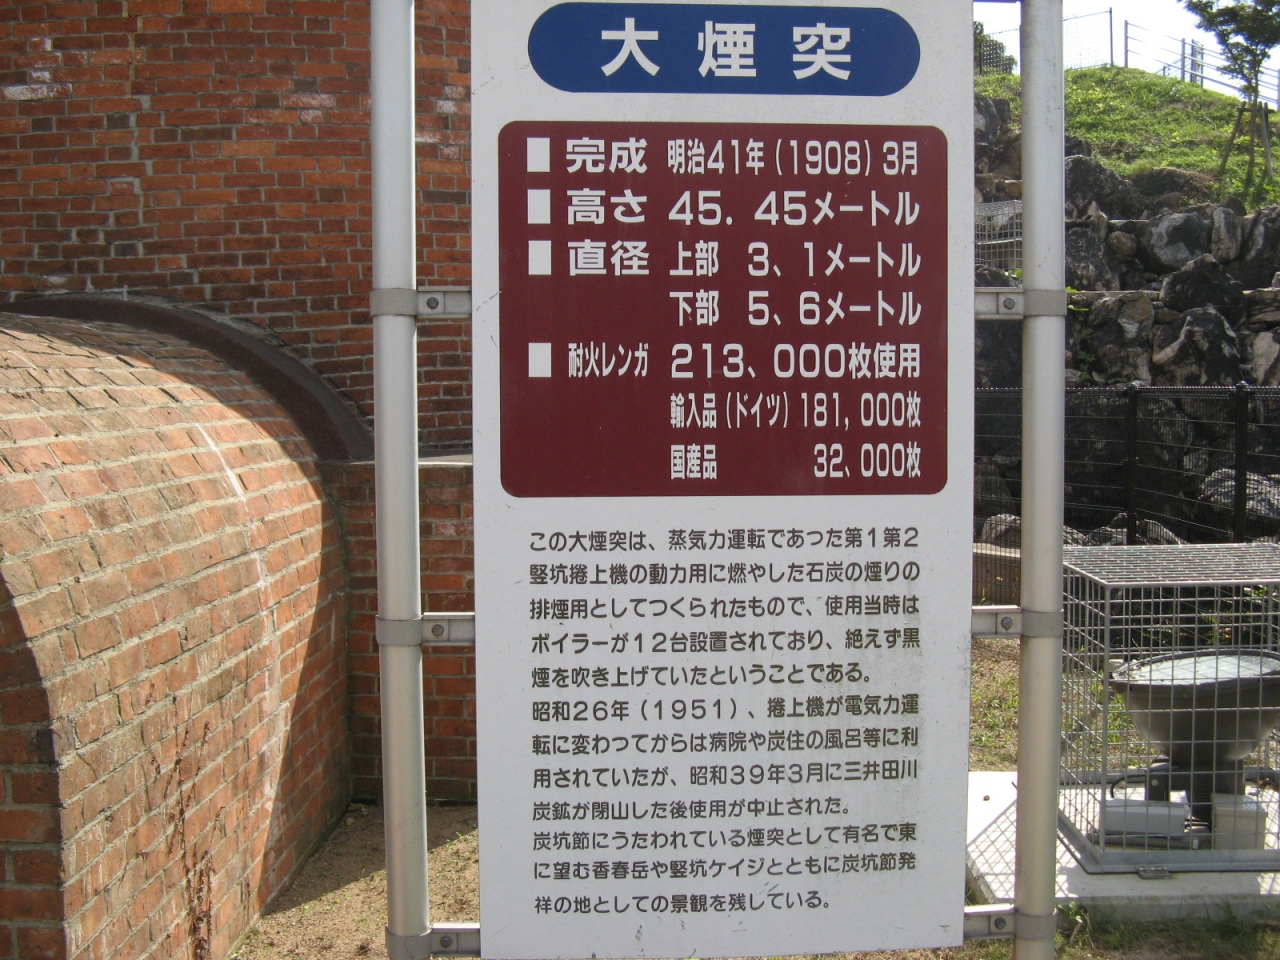 大煙突
■完成 明治41年(1908)3月
■高さ 45.45メートル
■直径 上部 3、1メートル
下部 5、6メートル
■耐火レンガ 213、000枚使用
輸入品(ドイツ)181,000枚
国産品 32、000枚
この大煙突は、蒸気力運転であった第1第2
竪坑捲上機の動力用に燃やした石炭の煙りの
排煙用としてつくられたもので、使用当時は
ボイラーが12台設置されており、絶えず黒
煙を吹き上げていたということである。
昭和26年(1951)、捲上機が電気力運
転に変わってからは病院や炭住の風呂等に利
用されていたが、昭和39年3月に三井田川
炭鉱が閉山した後使用が中止された。
炭坑節にうたわれている煙突として有名で東
に望む香春岳や竪坑ケイジとともに炭坑節発
祥の地としての景観を残している。